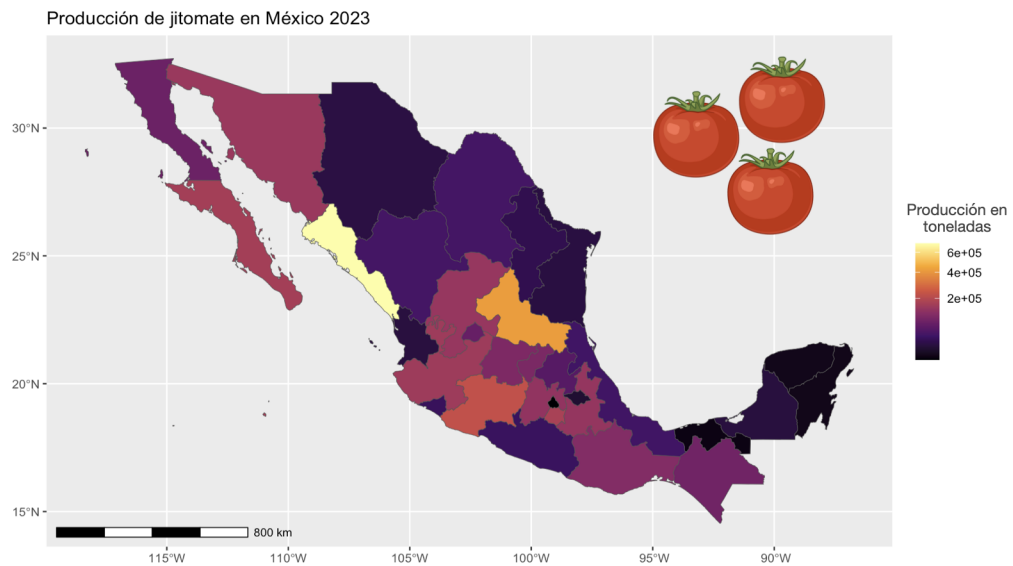 Producción de jitomate en México 2023
30°N
25°N
20°N
15°N
115°W
110°W
105°W
100°W
95°W
90°W
800 km
Producción en
toneladas
6e+05
4e+05
2e+05